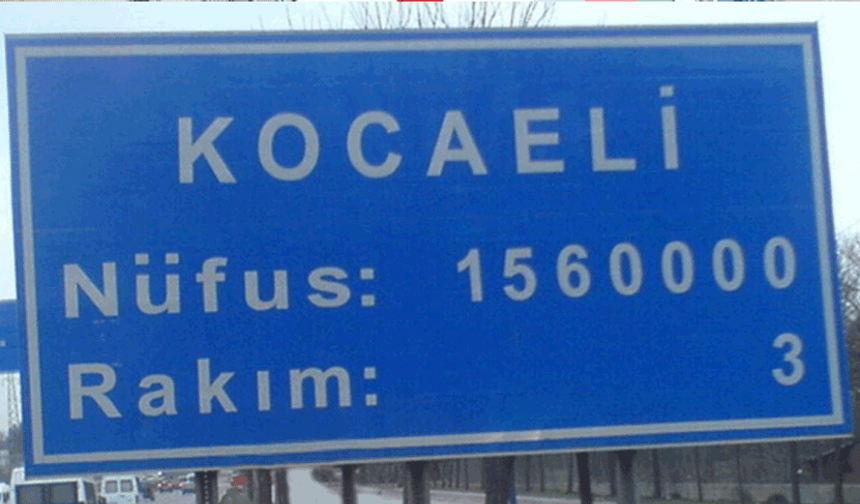 KOCAELİ
Nüfus: 1560000
Rakım: 3